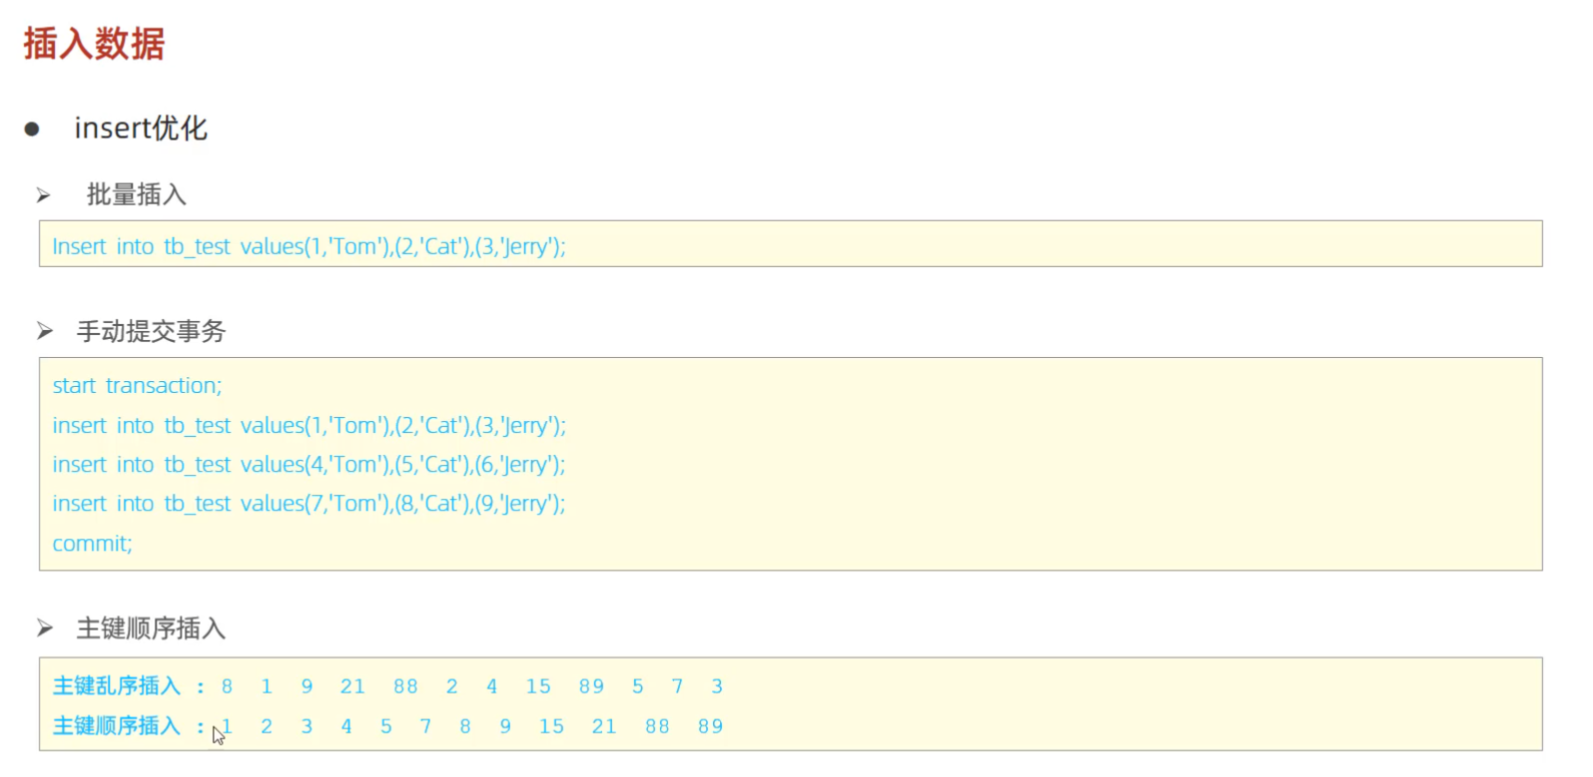 插入数据
● insert优化
➢ 批量插入
Insert into tb_test values(1,'Tom'),(2,'Cat'),(3,'Jerry');
➢ 手动提交事务
start transaction;
insert into tb_test values(1,'Tom'),(2,'Cat'),(3,'Jerry');
insert into tb_test values(4,'Tom'),(5,'Cat'),(6,'Jerry');
insert into tb_test values(7,'Tom'),(8,'Cat'),(9,'Jerry');
commit;
➢ 主键顺序插入
主键乱序插入 : 8 1 9 21 88 2 4 15 89 5 7 3
主键顺序插入 : 1 2 3 4 5 7 8 9 15 21 88 89